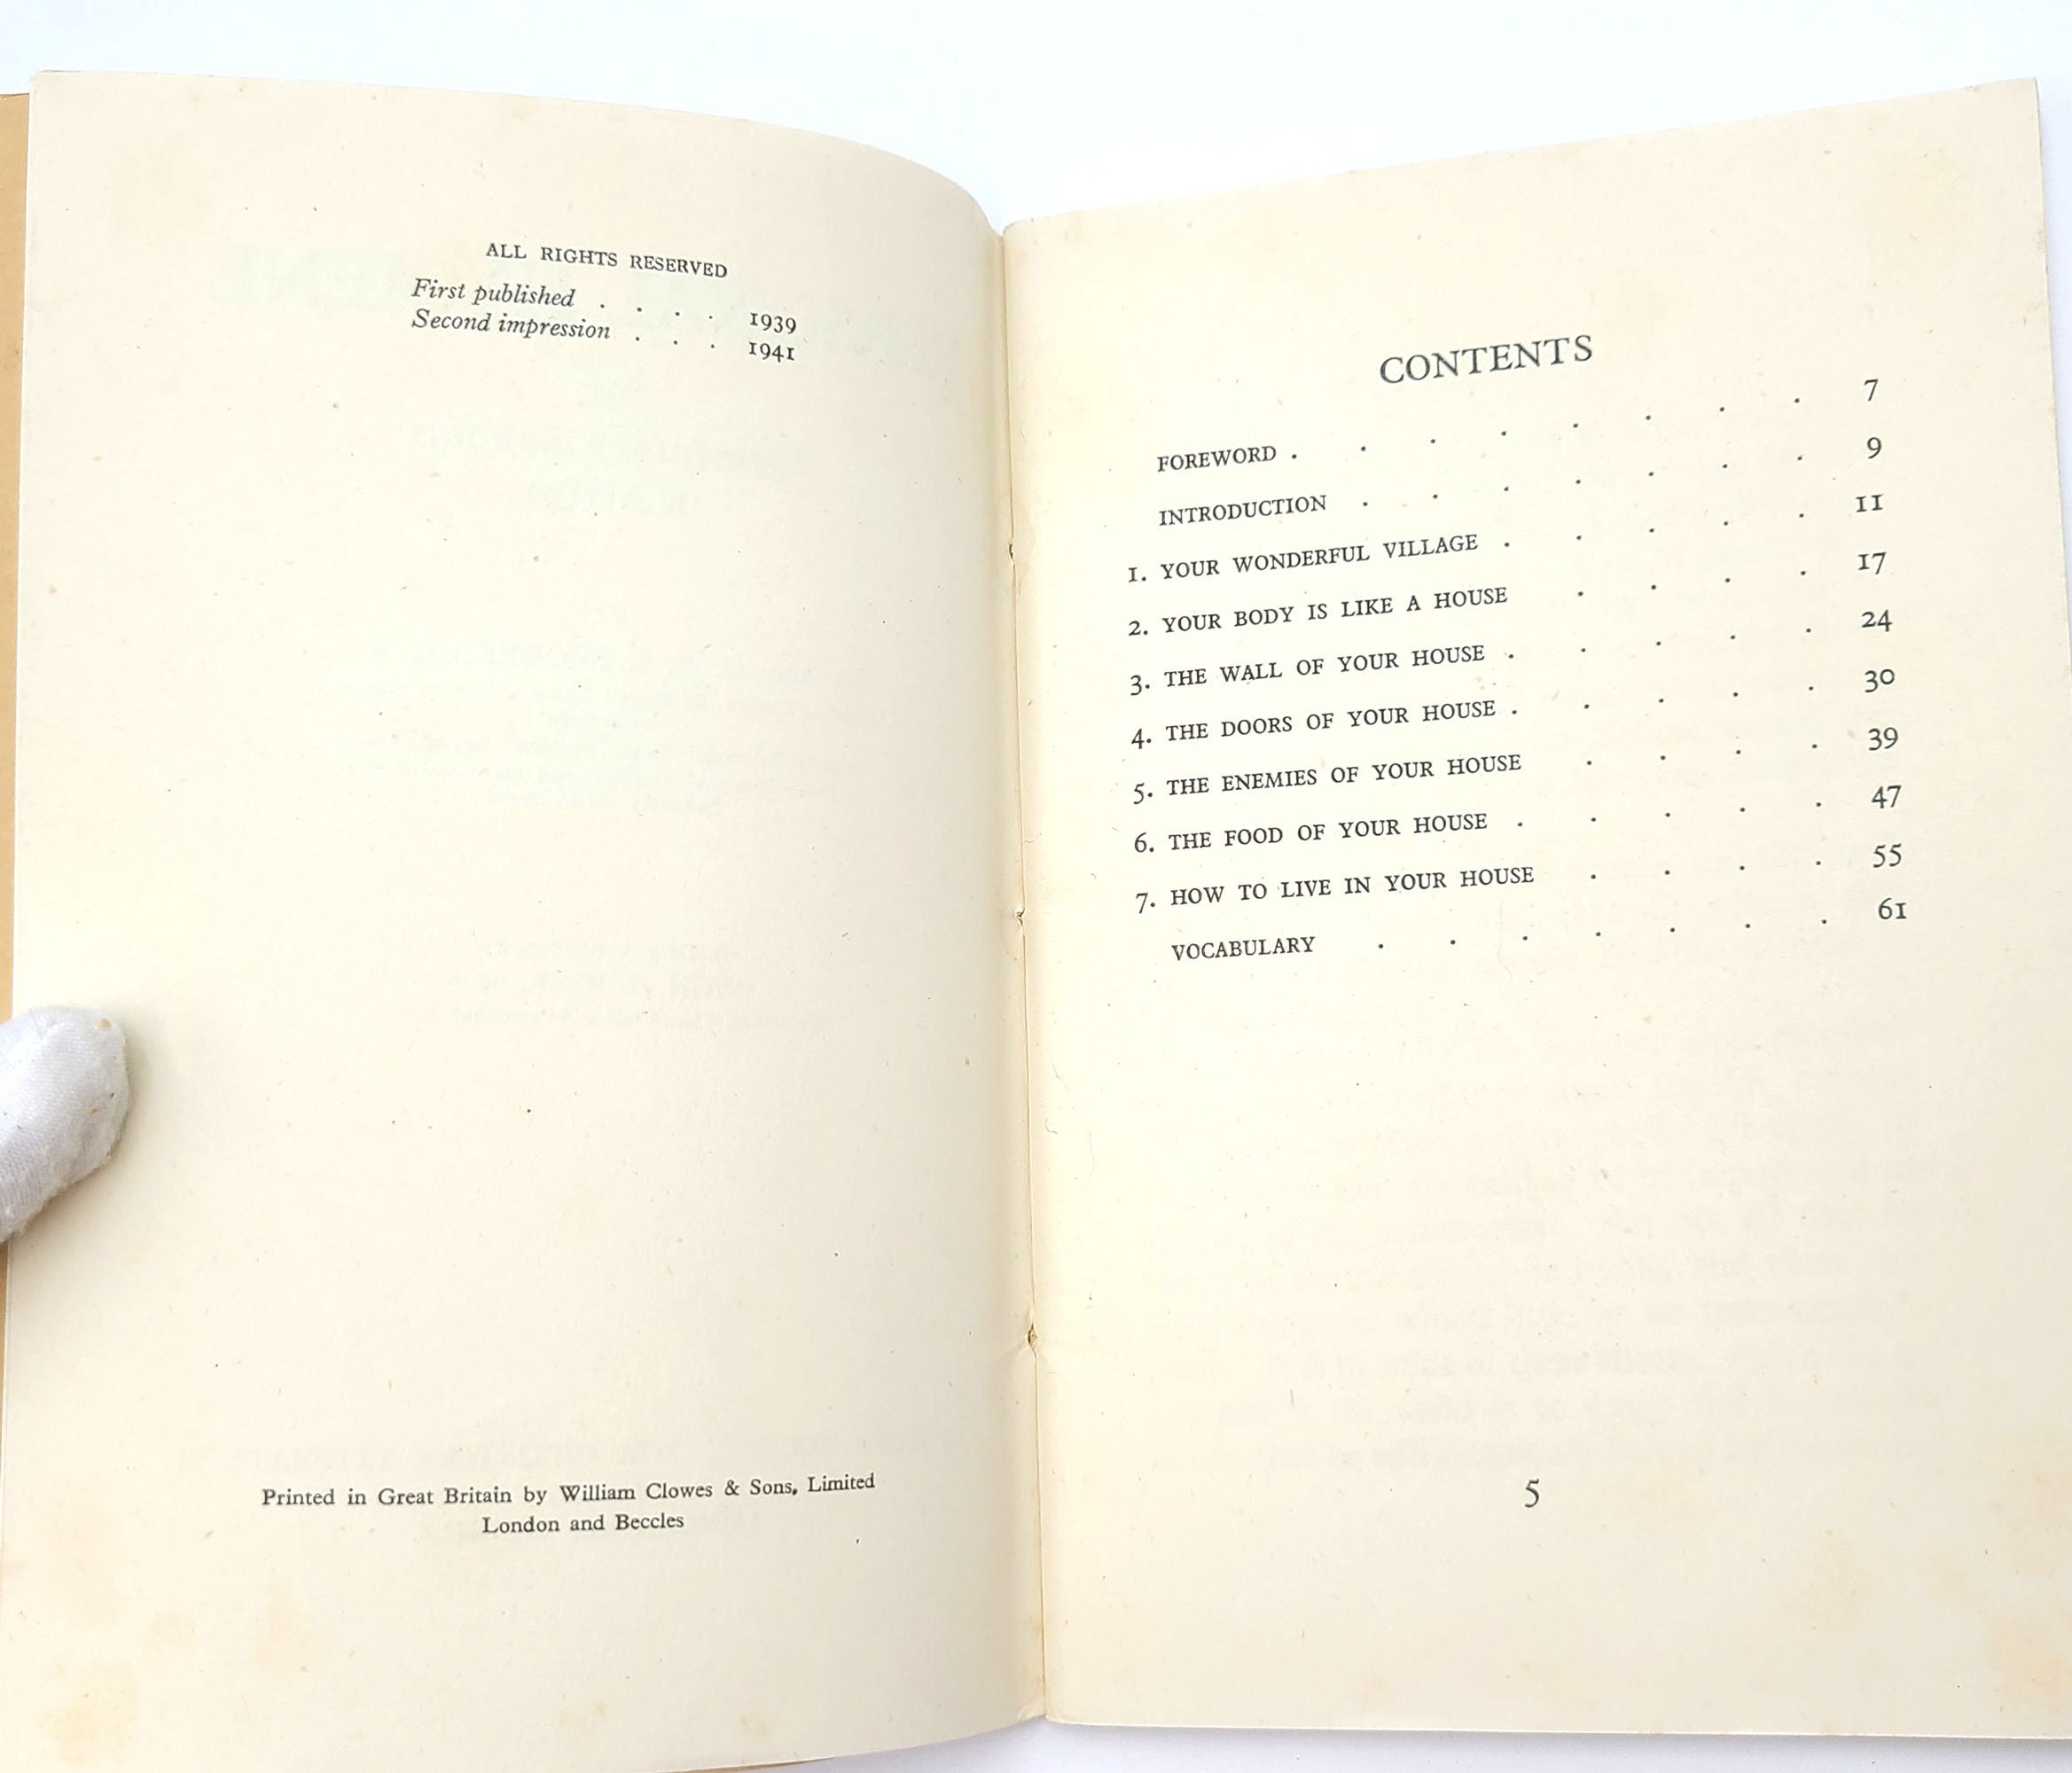 ALL RIGHTS RESERVED
First published . . . . 1939
Second impression . . . 1941
Printed in Great Britain by William Clowes & Sons, Limited
London and Beccles
CONTENTS
FOREWORD . . . . . . . . 7
INTRODUCTION . . . . . . . 9
1. YOUR WONDERFUL VILLAGE . . . . . 11
2. YOUR BODY IS LIKE A HOUSE . . . . 17
3. THE WALL OF YOUR HOUSE . . . . . 24
4. THE DOORS OF YOUR HOUSE . . . . . 30
5. THE ENEMIES OF YOUR HOUSE . . . . 39
6. THE FOOD OF YOUR HOUSE . . . . . 47
7. HOW TO LIVE IN YOUR HOUSE . . . . 55
VOCABULARY . . . . . . . 61
5